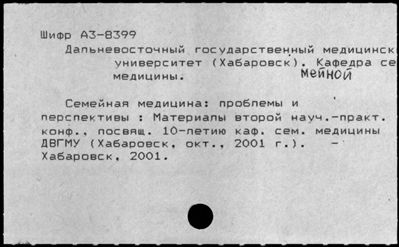 Шифр А3-8399
Дальневосточный государственный медицинск
университет (Хабаровск). Кафедра се
мейной
медицины.
Семейная медицина: проблемы и
перспективы : Материалы второй науч.-практ.
конф., посвящ. 10-летию каф. сем. медицины
ДВГМУ (Хабаровск, окт., 2001 г.). -
Хабаровск, 2001.